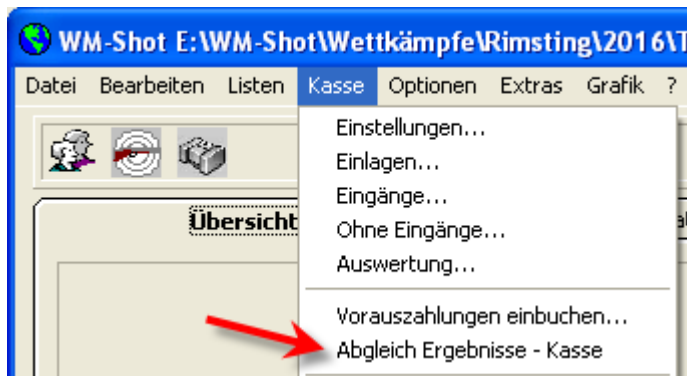 WM-Shot E:\WM-Shot\Wettkämpfe\Rimsting\2016\T
Datei Bearbeiten Listen Kasse Optionen Extras Grafik ?
Einstellungen...
Einlagen...
Eingänge...
Übersicht
Ohne Eingänge...
Auswertung...
Vorauszahlungen einbuchen...
Abgleich Ergebnisse - Kasse